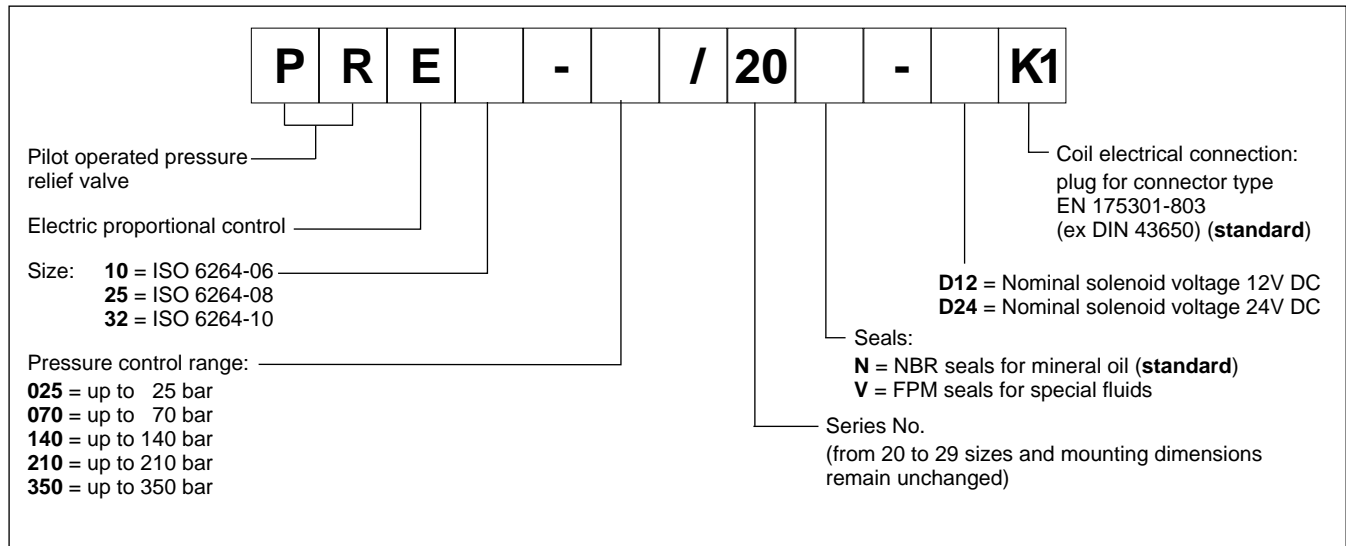 P R E - / 20 - K1
Pilot operated pressure
relief valve
Electric proportional control
Size: 10 = ISO 6264-06
25 = ISO 6264-08
32 = ISO 6264-10
Pressure control range:
025 = up to 25 bar
070 = up to 70 bar
140 = up to 140 bar
210 = up to 210 bar
350 = up to 350 bar
Coil electrical connection:
plug for connector type
EN 175301-803
(ex DIN 43650) (standard)
D12 = Nominal solenoid voltage 12V DC
D24 = Nominal solenoid voltage 24V DC
Seals:
N = NBR seals for mineral oil (standard)
V = FPM seals for special fluids
Series No.
(from 20 to 29 sizes and mounting dimensions
remain unchanged)